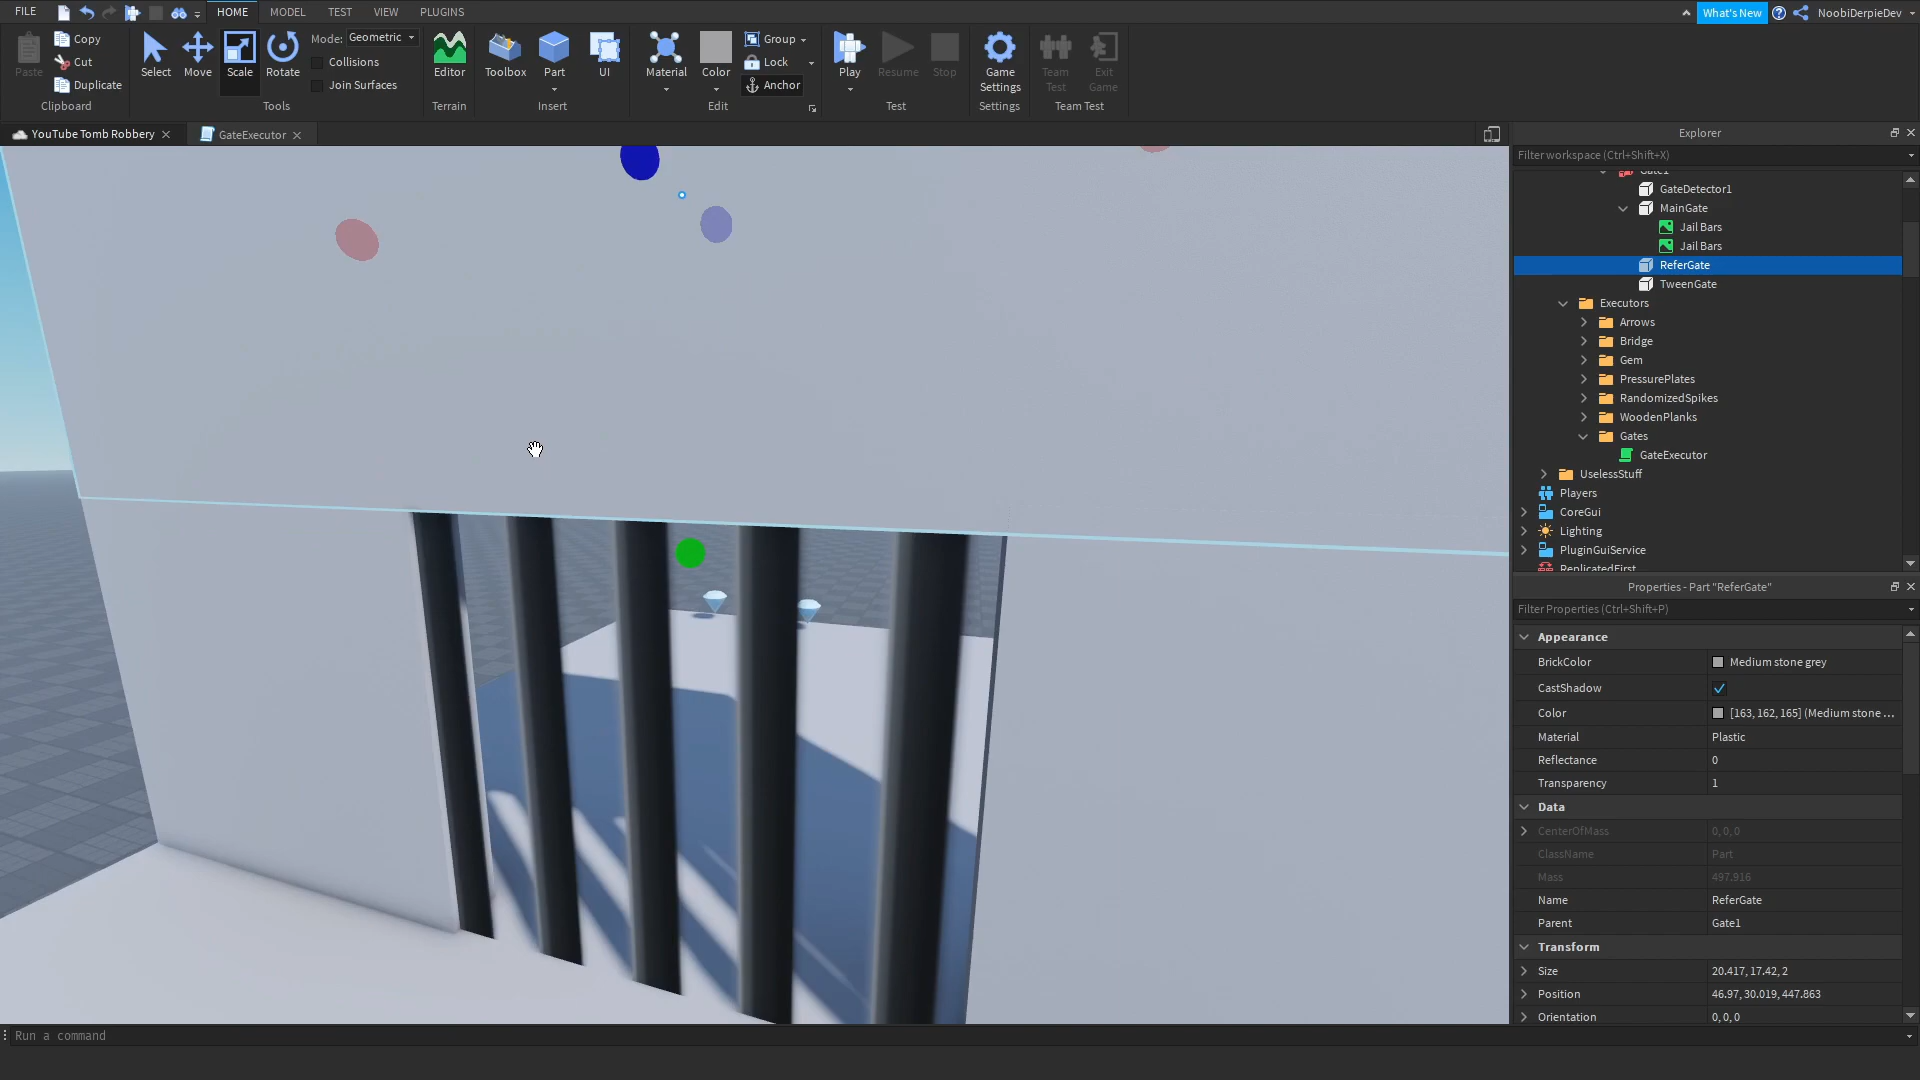 FILE HOME MODEL TEST VIEW PLUGINS What's New NoobiDerpieDev
Paste Copy Cut Duplicate Clipboard
Select Move Scale Rotate Mode: Geometric Collisions Join Surfaces Tools
Editor Terrain
Toolbox Part UI Insert
Material Color Group Lock Anchor Edit
Play Resume Stop Test
Game Settings Settings
Team Test Exit Game Team Test
YouTube Tomb Robbery GateExecutor
Explorer
Filter workspace (Ctrl+Shift+X)
Gate1
GateDetector1
MainGate
Jail Bars
Jail Bars
ReferGate
TweenGate
Executors
Arrows
Bridge
Gem
PressurePlates
RandomizedSpikes
WoodenPlanks
Gates
GateExecutor
UselessStuff
Players
CoreGui
Lighting
PluginGuiService
ReplicatedFirst
Properties - Part "ReferGate"
Filter Properties (Ctrl+Shift+P)
Appearance
BrickColor Medium stone grey
CastShadow
Color [163, 162, 165] (Medium stone ...
Material Plastic
Reflectance 0
Transparency 1
Data
CenterOfMass 0, 0, 0
ClassName Part
Mass 497.916
Name ReferGate
Parent Gate1
Transform
Size 20.417, 17.42, 2
Position 46.97, 30.019, 447.863
Orientation 0, 0, 0
Run a command